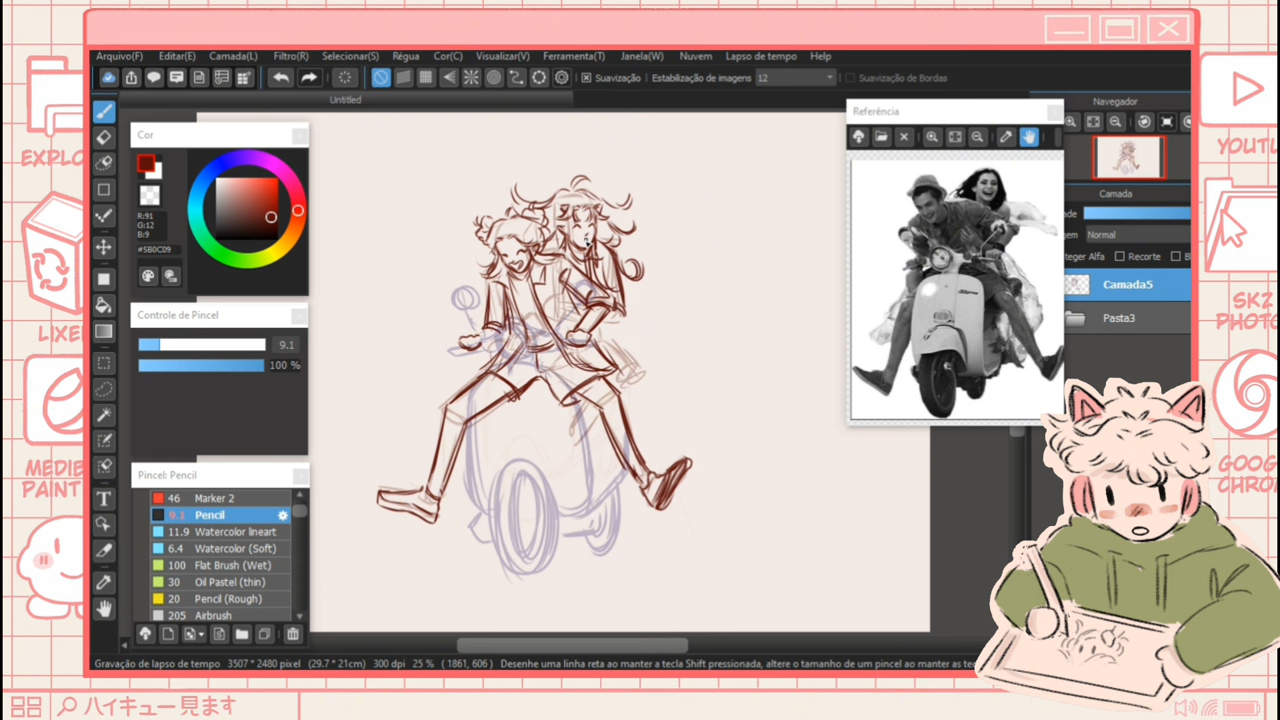 Arquivo(F) Editar(E) Camada(L) Filtro(R) Selecionar(S) Régua Cor(C) Visualizar(V) Ferramenta(T) Janela(W) Nuvem Lapso de tempo Help
Suavização Estabilização de imagens 12 Suavização de Bordas
Untitled
Cor
R:91
G:12
B:9
#5B0C09
Controle de Pincel
9.1
100 %
Pincel: Pencil
46 Marker 2
9.1 Pencil
11.9 Watercolor lineart
6.4 Watercolor (Soft)
100 Flat Brush (Wet)
30 Oil Pastel (thin)
20 Pencil (Rough)
205 Airbrush
Referência
Navegador
Camada
ade
em Normal
teger Alfa Recorte B
Camada5
Pasta3
Gravação de lapso de tempo 3507 * 2480 pixel (29.7 * 21cm) 300 dpi 25 % ( 1861, 606 ) Desenhe uma linha reta ao manter a tecla Shift pressionada, altere o tamanho de um pincel ao manter as te
EXPLO
LIXE
MEDIE
PAINT
YOUTU
SK2
PHOTO
GOOG
CHRO
ハイキュー見ます